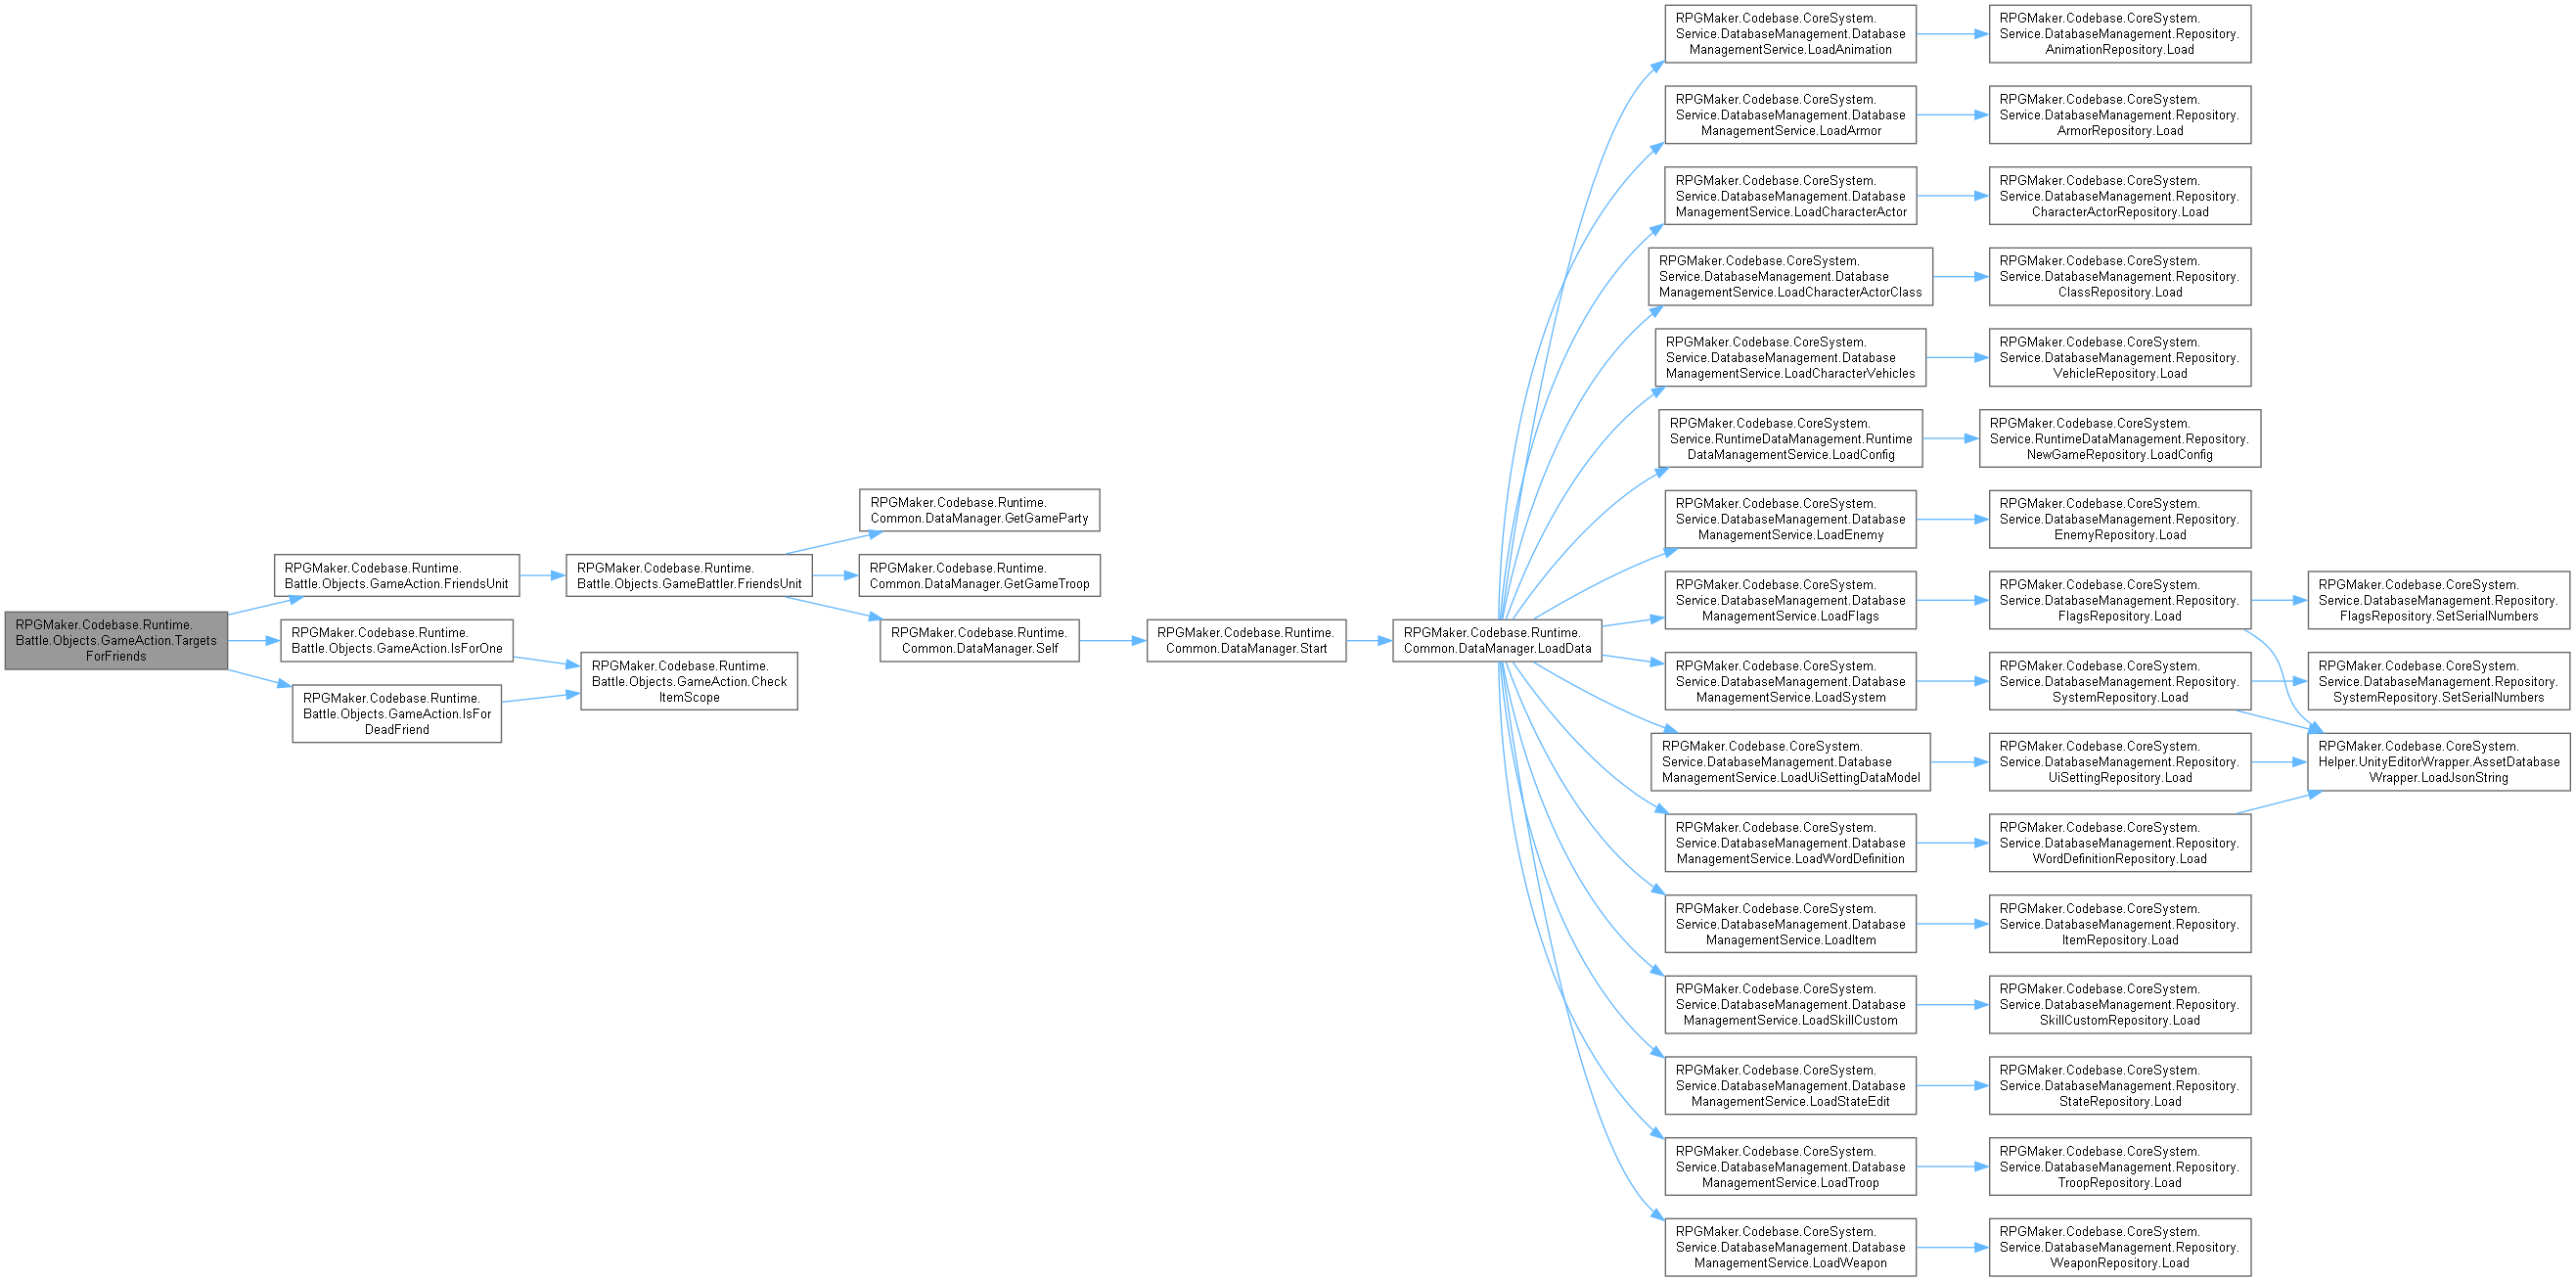 RPGMaker.Codebase.Runtime.
Battle.Objects.GameAction.Targets
ForFriends
RPGMaker.Codebase.Runtime.
Battle.Objects.GameAction.FriendsUnit
RPGMaker.Codebase.Runtime.
Battle.Objects.GameAction.IsForOne
RPGMaker.Codebase.Runtime.
Battle.Objects.GameAction.IsFor
DeadFriend
RPGMaker.Codebase.Runtime.
Battle.Objects.GameBattler.FriendsUnit
RPGMaker.Codebase.Runtime.
Battle.Objects.GameAction.Check
ItemScope
RPGMaker.Codebase.Runtime.
Common.DataManager.GetGameParty
RPGMaker.Codebase.Runtime.
Common.DataManager.GetGameTroop
RPGMaker.Codebase.Runtime.
Common.DataManager.Self
RPGMaker.Codebase.Runtime.
Common.DataManager.Start
RPGMaker.Codebase.Runtime.
Common.DataManager.LoadData
RPGMaker.Codebase.CoreSystem.
Service.DatabaseManagement.Database
ManagementService.LoadAnimation
RPGMaker.Codebase.CoreSystem.
Service.DatabaseManagement.Repository.
AnimationRepository.Load
RPGMaker.Codebase.CoreSystem.
Service.DatabaseManagement.Database
ManagementService.LoadArmor
RPGMaker.Codebase.CoreSystem.
Service.DatabaseManagement.Repository.
ArmorRepository.Load
RPGMaker.Codebase.CoreSystem.
Service.DatabaseManagement.Database
ManagementService.LoadCharacterActor
RPGMaker.Codebase.CoreSystem.
Service.DatabaseManagement.Repository.
CharacterActorRepository.Load
RPGMaker.Codebase.CoreSystem.
Service.DatabaseManagement.Database
ManagementService.LoadCharacterActorClass
RPGMaker.Codebase.CoreSystem.
Service.DatabaseManagement.Repository.
ClassRepository.Load
RPGMaker.Codebase.CoreSystem.
Service.DatabaseManagement.Database
ManagementService.LoadCharacterVehicles
RPGMaker.Codebase.CoreSystem.
Service.DatabaseManagement.Repository.
VehicleRepository.Load
RPGMaker.Codebase.CoreSystem.
Service.RuntimeDataManagement.Runtime
DataManagementService.LoadConfig
RPGMaker.Codebase.CoreSystem.
Service.RuntimeDataManagement.Repository.
NewGameRepository.LoadConfig
RPGMaker.Codebase.CoreSystem.
Service.DatabaseManagement.Database
ManagementService.LoadEnemy
RPGMaker.Codebase.CoreSystem.
Service.DatabaseManagement.Repository.
EnemyRepository.Load
RPGMaker.Codebase.CoreSystem.
Service.DatabaseManagement.Database
ManagementService.LoadFlags
RPGMaker.Codebase.CoreSystem.
Service.DatabaseManagement.Repository.
FlagsRepository.Load
RPGMaker.Codebase.CoreSystem.
Service.DatabaseManagement.Repository.
FlagsRepository.SetSerialNumbers
RPGMaker.Codebase.CoreSystem.
Service.DatabaseManagement.Database
ManagementService.LoadSystem
RPGMaker.Codebase.CoreSystem.
Service.DatabaseManagement.Repository.
SystemRepository.Load
RPGMaker.Codebase.CoreSystem.
Service.DatabaseManagement.Repository.
SystemRepository.SetSerialNumbers
RPGMaker.Codebase.CoreSystem.
Service.DatabaseManagement.Database
ManagementService.LoadUiSettingDataModel
RPGMaker.Codebase.CoreSystem.
Service.DatabaseManagement.Repository.
UiSettingRepository.Load
RPGMaker.Codebase.CoreSystem.
Helper.UnityEditorWrapper.AssetDatabase
Wrapper.LoadJsonString
RPGMaker.Codebase.CoreSystem.
Service.DatabaseManagement.Database
ManagementService.LoadWordDefinition
RPGMaker.Codebase.CoreSystem.
Service.DatabaseManagement.Repository.
WordDefinitionRepository.Load
RPGMaker.Codebase.CoreSystem.
Service.DatabaseManagement.Database
ManagementService.LoadItem
RPGMaker.Codebase.CoreSystem.
Service.DatabaseManagement.Repository.
ItemRepository.Load
RPGMaker.Codebase.CoreSystem.
Service.DatabaseManagement.Database
ManagementService.LoadSkillCustom
RPGMaker.Codebase.CoreSystem.
Service.DatabaseManagement.Repository.
SkillCustomRepository.Load
RPGMaker.Codebase.CoreSystem.
Service.DatabaseManagement.Database
ManagementService.LoadStateEdit
RPGMaker.Codebase.CoreSystem.
Service.DatabaseManagement.Repository.
StateRepository.Load
RPGMaker.Codebase.CoreSystem.
Service.DatabaseManagement.Database
ManagementService.LoadTroop
RPGMaker.Codebase.CoreSystem.
Service.DatabaseManagement.Repository.
TroopRepository.Load
RPGMaker.Codebase.CoreSystem.
Service.DatabaseManagement.Database
ManagementService.LoadWeapon
RPGMaker.Codebase.CoreSystem.
Service.DatabaseManagement.Repository.
WeaponRepository.Load